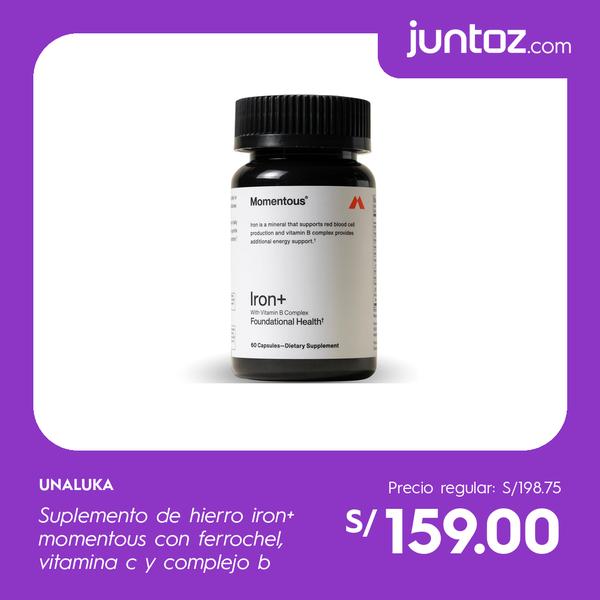 juntoz.com
Momentous®
Iron is a mineral that supports red blood cell
production and vitamin B complex provides
additional energy support.†
Iron+
With Vitamin B Complex
Foundational Health†
60 Capsules—Dietary Supplement
UNALUKA
Suplemento de hierro iron+
momentous con ferrochel,
vitamina c y complejo b
Precio regular: S/198.75
S/159.00